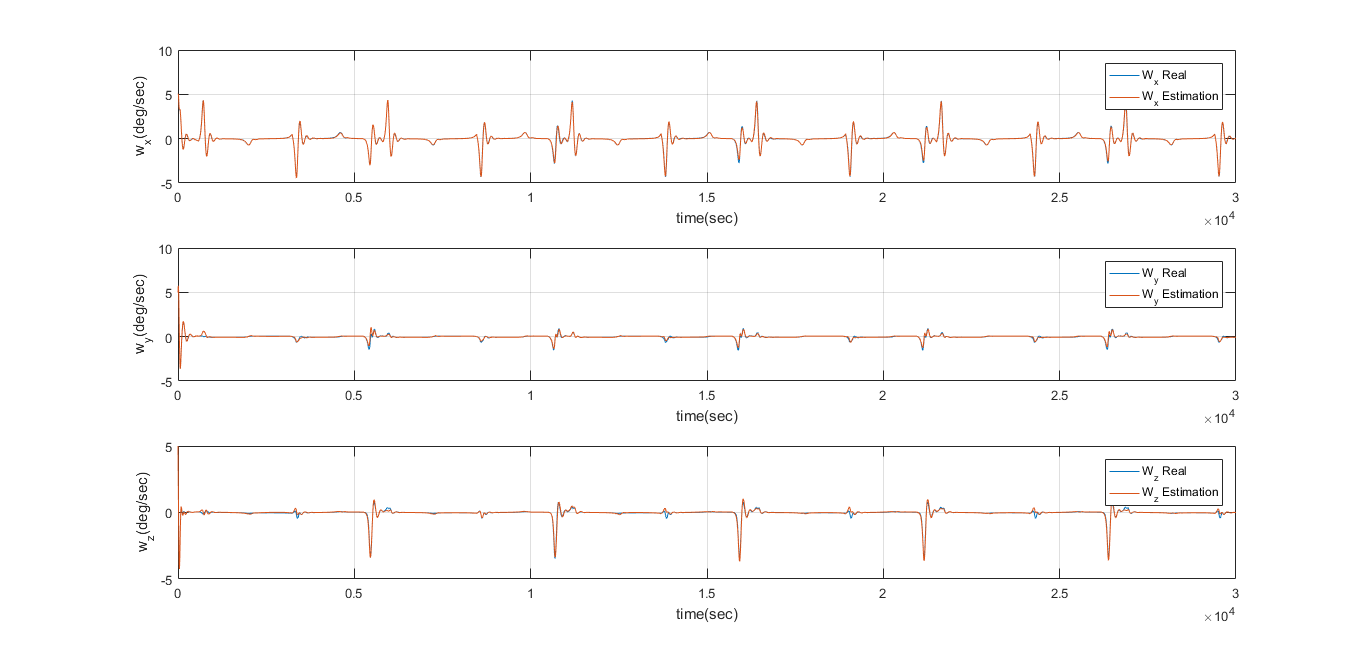 10
5
0
-5
w_x(deg/sec)
W_x Real
W_x Estimation
0 0.5 1 1.5 2 2.5 3
time(sec)
×10^4
10
5
0
-5
w_y(deg/sec)
W_y Real
W_y Estimation
0 0.5 1 1.5 2 2.5 3
time(sec)
×10^4
5
0
-5
w_z(deg/sec)
W_z Real
W_z Estimation
0 0.5 1 1.5 2 2.5 3
time(sec)
×10^4